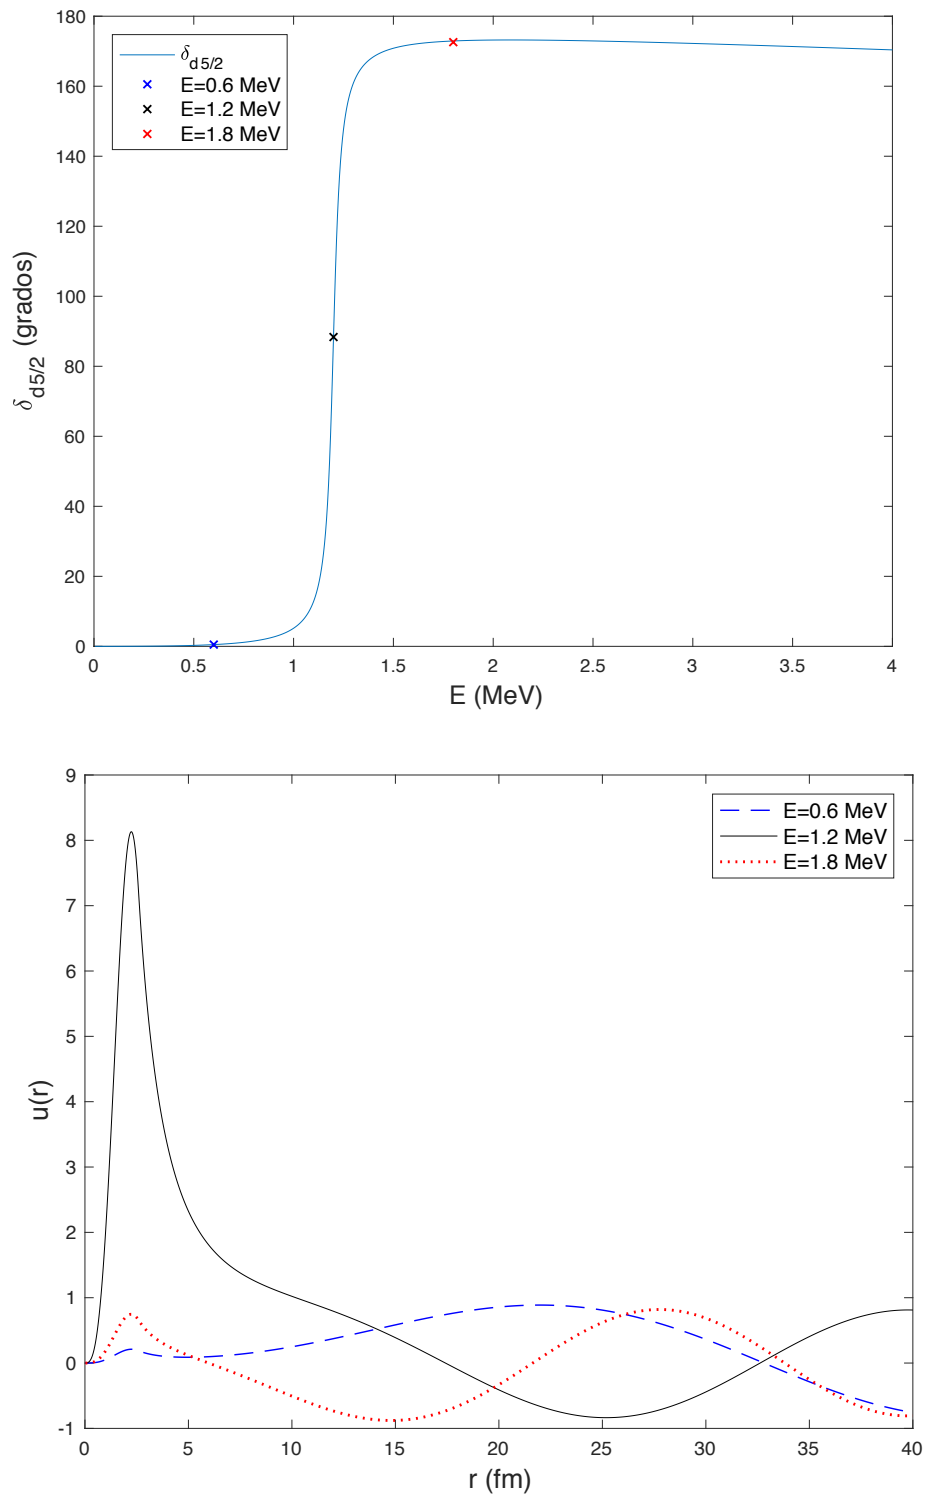 180
160
140
120
100
80
60
40
20
0
δd5/2 (grados)
δd5/2
E=0.6 MeV
E=1.2 MeV
E=1.8 MeV
0 0.5 1 1.5 2 2.5 3 3.5 4
E (MeV)
9
8
7
6
5
4
3
2
1
0
-1
u(r)
E=0.6 MeV
E=1.2 MeV
E=1.8 MeV
0 5 10 15 20 25 30 35 40
r (fm)